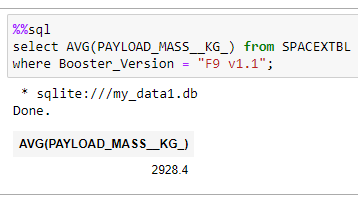 %%sql
select AVG(PAYLOAD_MASS__KG_) from SPACEXTBL
where Booster_Version = "F9 v1.1";
* sqlite:///my_data1.db
Done.
AVG(PAYLOAD_MASS__KG_)
2928.4